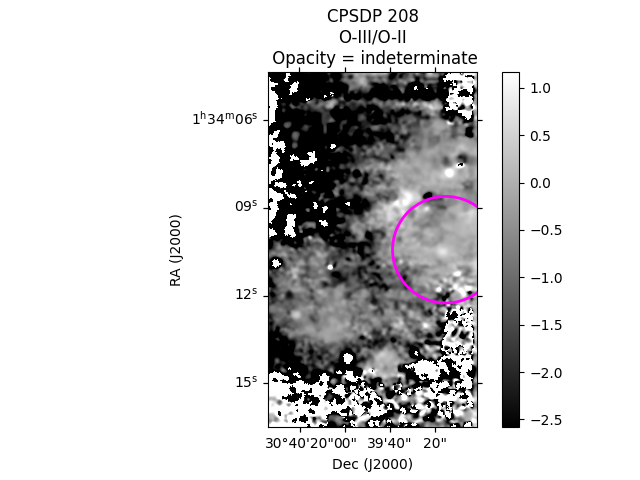 CPSDP 208
O-III/O-II
Opacity = indeterminate
1h34m06s
09s
12s
15s
RA (J2000)
30°40'20"00" 39'40" 20"
Dec (J2000)
1.0
0.5
0.0
−0.5
−1.0
−1.5
−2.0
−2.5